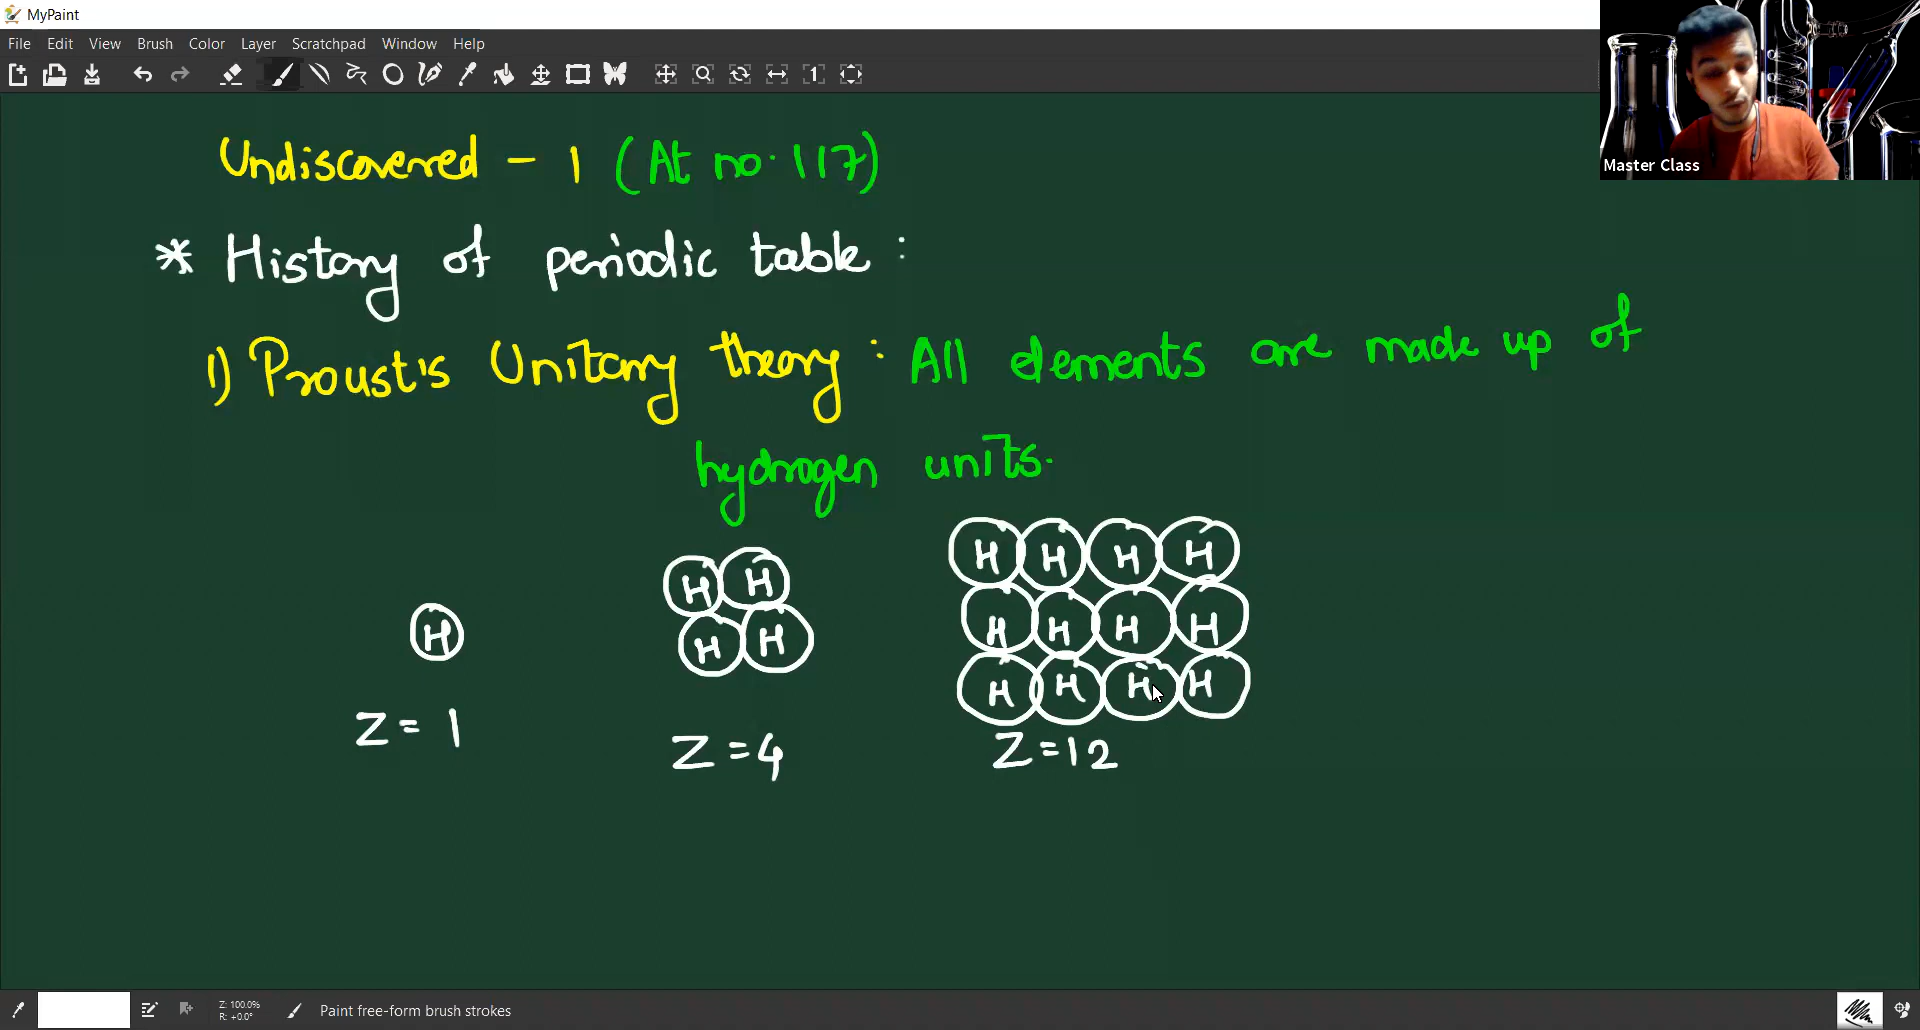 MyPaint
File Edit View Brush Color Layer Scratchpad Window Help
Master Class
Undiscovered - 1 (At no. 117)
* History of periodic table :
1) Proust's Unitary theory : All elements are made up of
hydrogen units.
H H H H
H H
H H H H
H H H
H H H H
Z = 1
Z = 4
Z = 12
Z: 100.0%
R: +0.0°
Paint free-form brush strokes